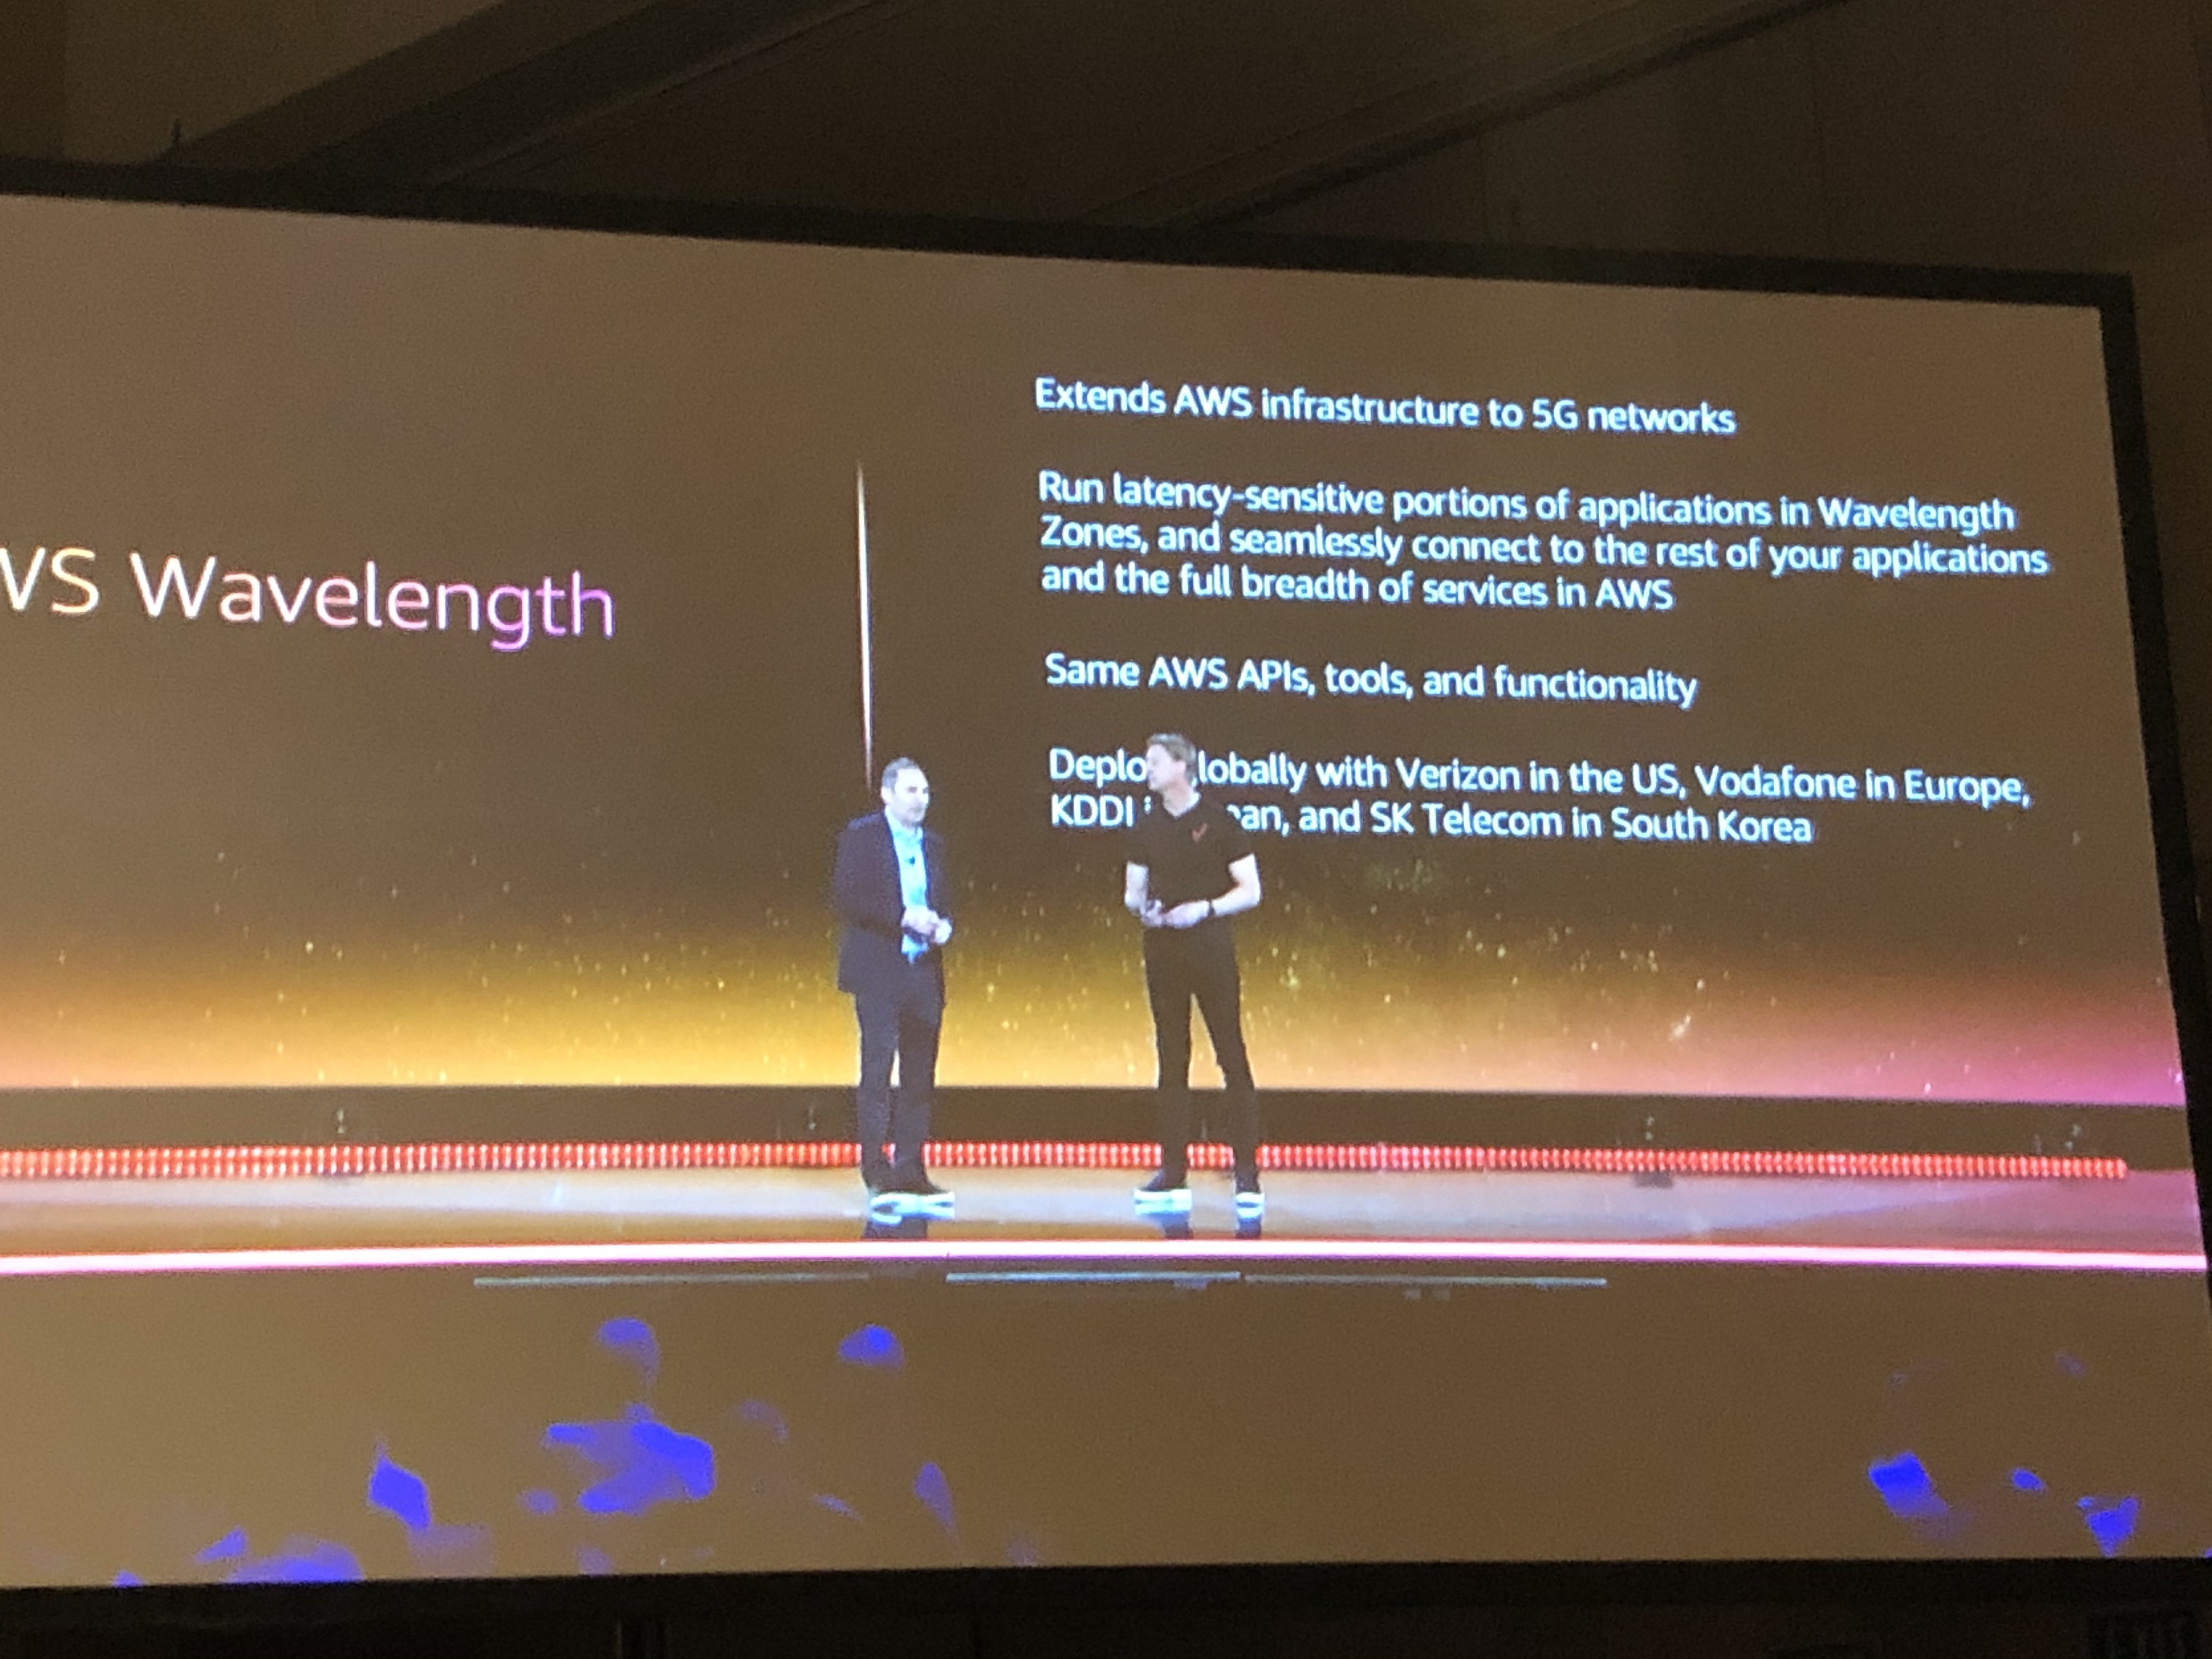 VS Wavelength
Extends AWS infrastructure to 5G networks
Run latency-sensitive portions of applications in Wavelength
Zones, and seamlessly connect to the rest of your applications
and the full breadth of services in AWS
Same AWS APIs, tools, and functionality
Deplo lobally with Verizon in the US, Vodafone in Europe,
KDDI an, and SK Telecom in South Korea